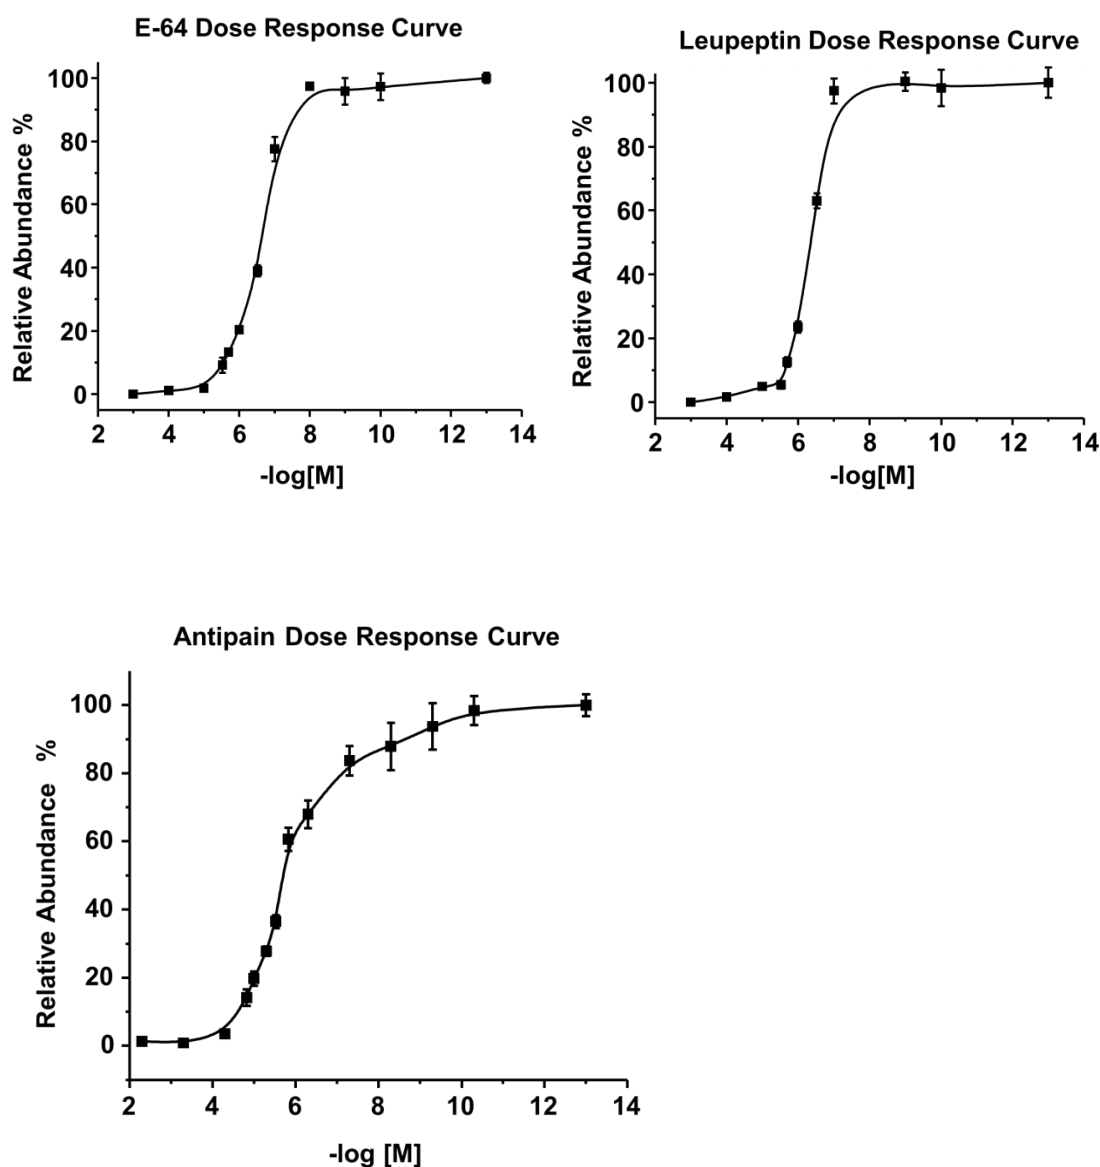 E-64 Dose Response Curve
Relative Abundance %
100
80
60
40
20
0
2 4 6 8 10 12 14
-log[M]
Leupeptin Dose Response Curve
Relative Abundance %
100
80
60
40
20
0
2 4 6 8 10 12 14
-log[M]
Antipain Dose Response Curve
Relative Abundance %
100
80
60
40
20
0
2 4 6 8 10 12 14
-log [M]